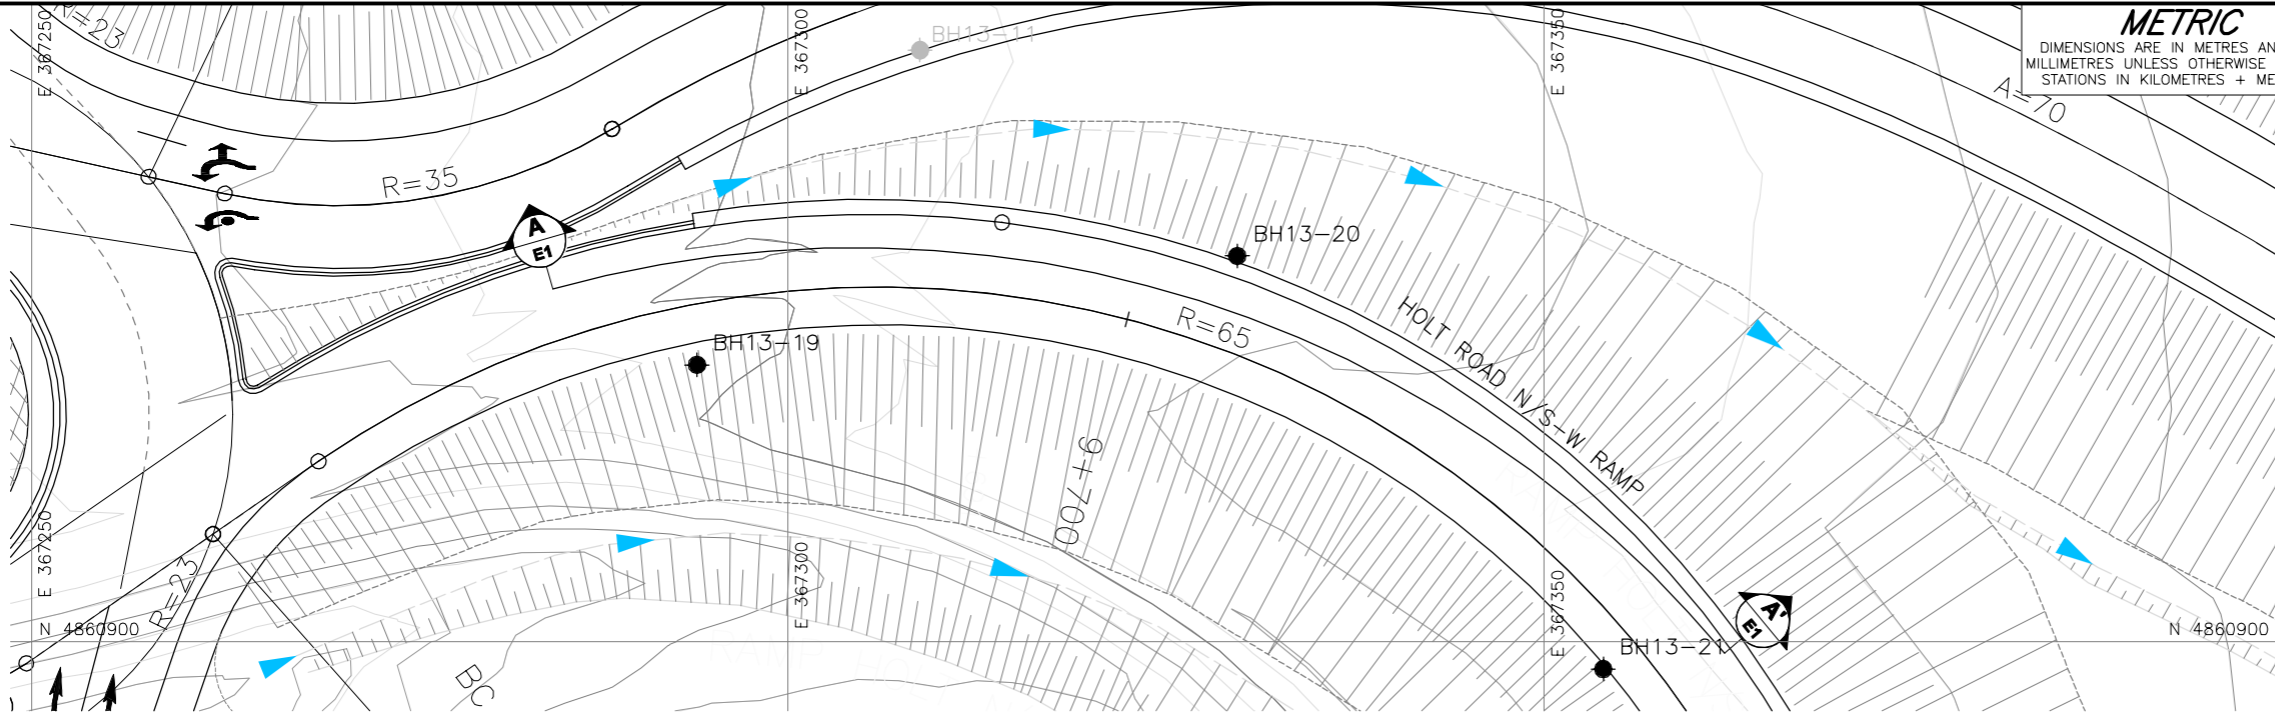 R=23
E 367250
E 367300
BH13-11
E 367350
METRIC
DIMENSIONS ARE IN METRES AN
MILLIMETRES UNLESS OTHERWISE
STATIONS IN KILOMETRES + ME
A=70
R=35
A
E1
BH13-20
R=65
HOLT ROAD N/S-W RAMP
BH13-19
9+700
E 367250
E 367300
E 367350
R=23
N 4860900
A'
E1
N 4860900
BH13-21
BC